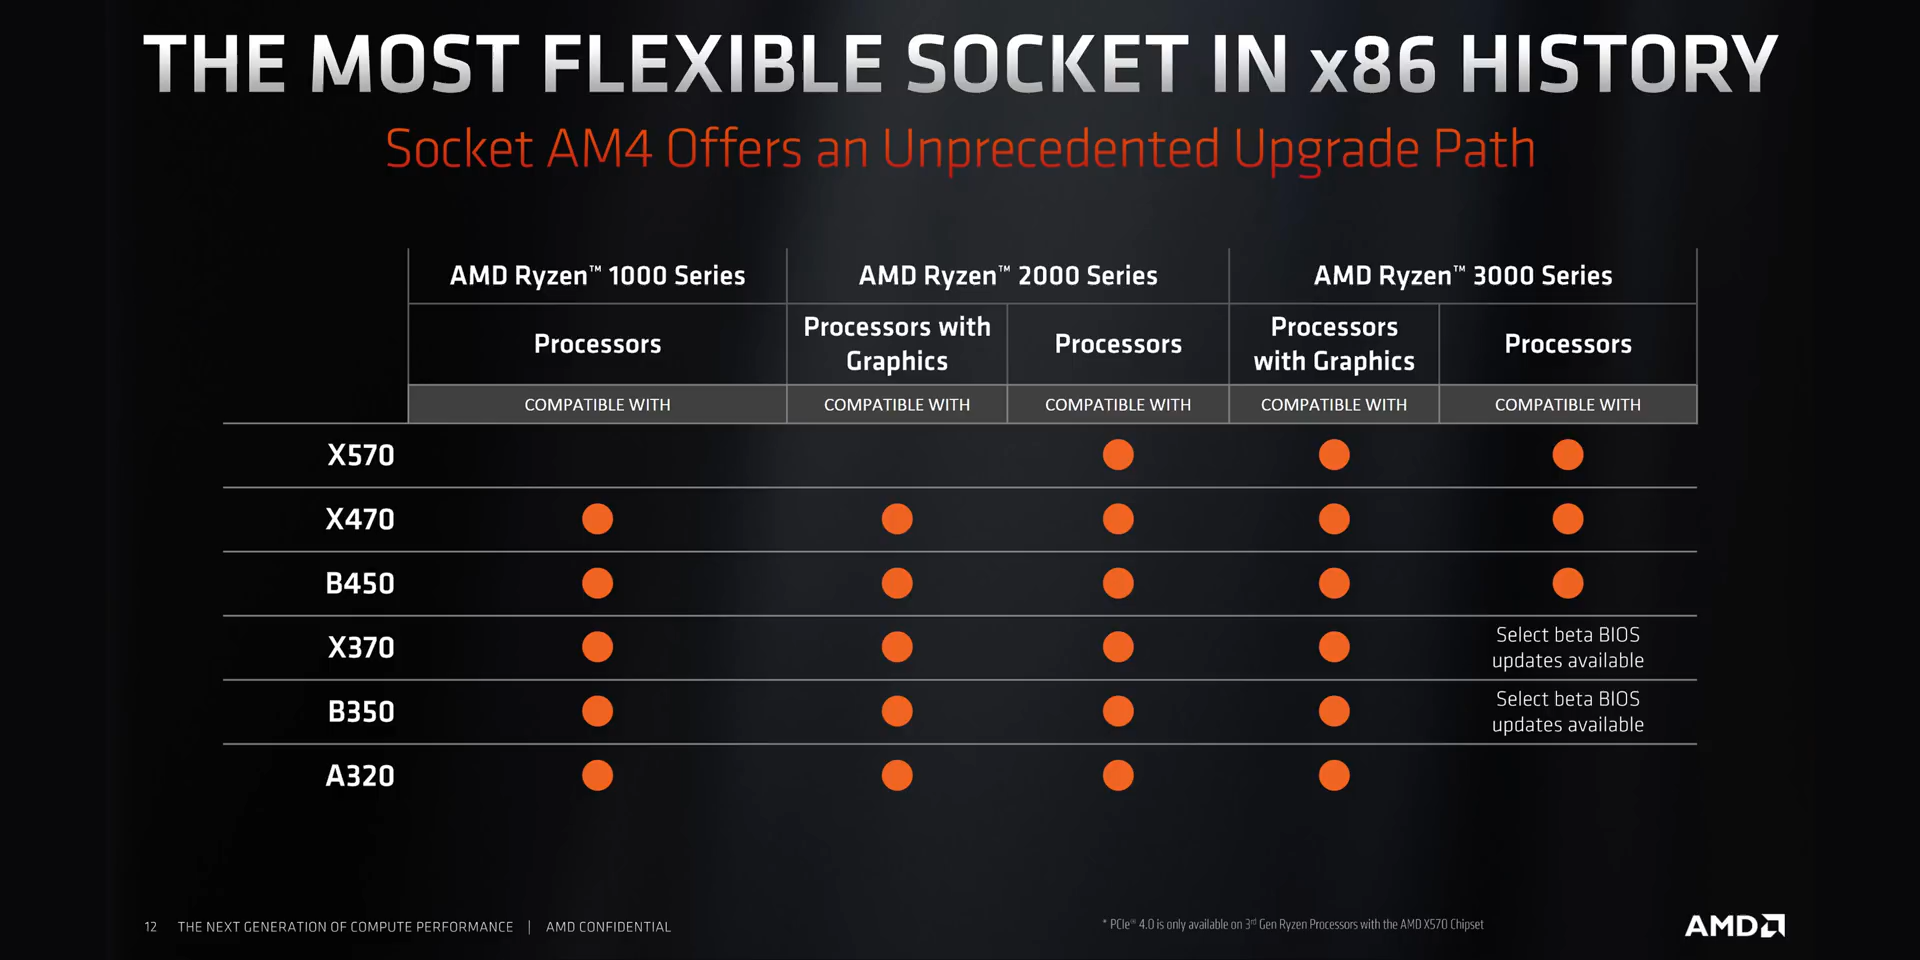 THE MOST FLEXIBLE SOCKET IN x86 HISTORY
Socket AM4 Offers an Unprecedented Upgrade Path
AMD Ryzen™ 1000 Series AMD Ryzen™ 2000 Series AMD Ryzen™ 3000 Series
Processors Processors with Graphics Processors Processors with Graphics Processors
COMPATIBLE WITH COMPATIBLE WITH COMPATIBLE WITH COMPATIBLE WITH COMPATIBLE WITH
X570
X470
B450
X370 Select beta BIOS updates available
B350 Select beta BIOS updates available
A320
12 THE NEXT GENERATION OF COMPUTE PERFORMANCE | AMD CONFIDENTIAL
* PCIe® 4.0 is only available on 3rd Gen Ryzen Processors with the AMD X570 Chipset
AMD